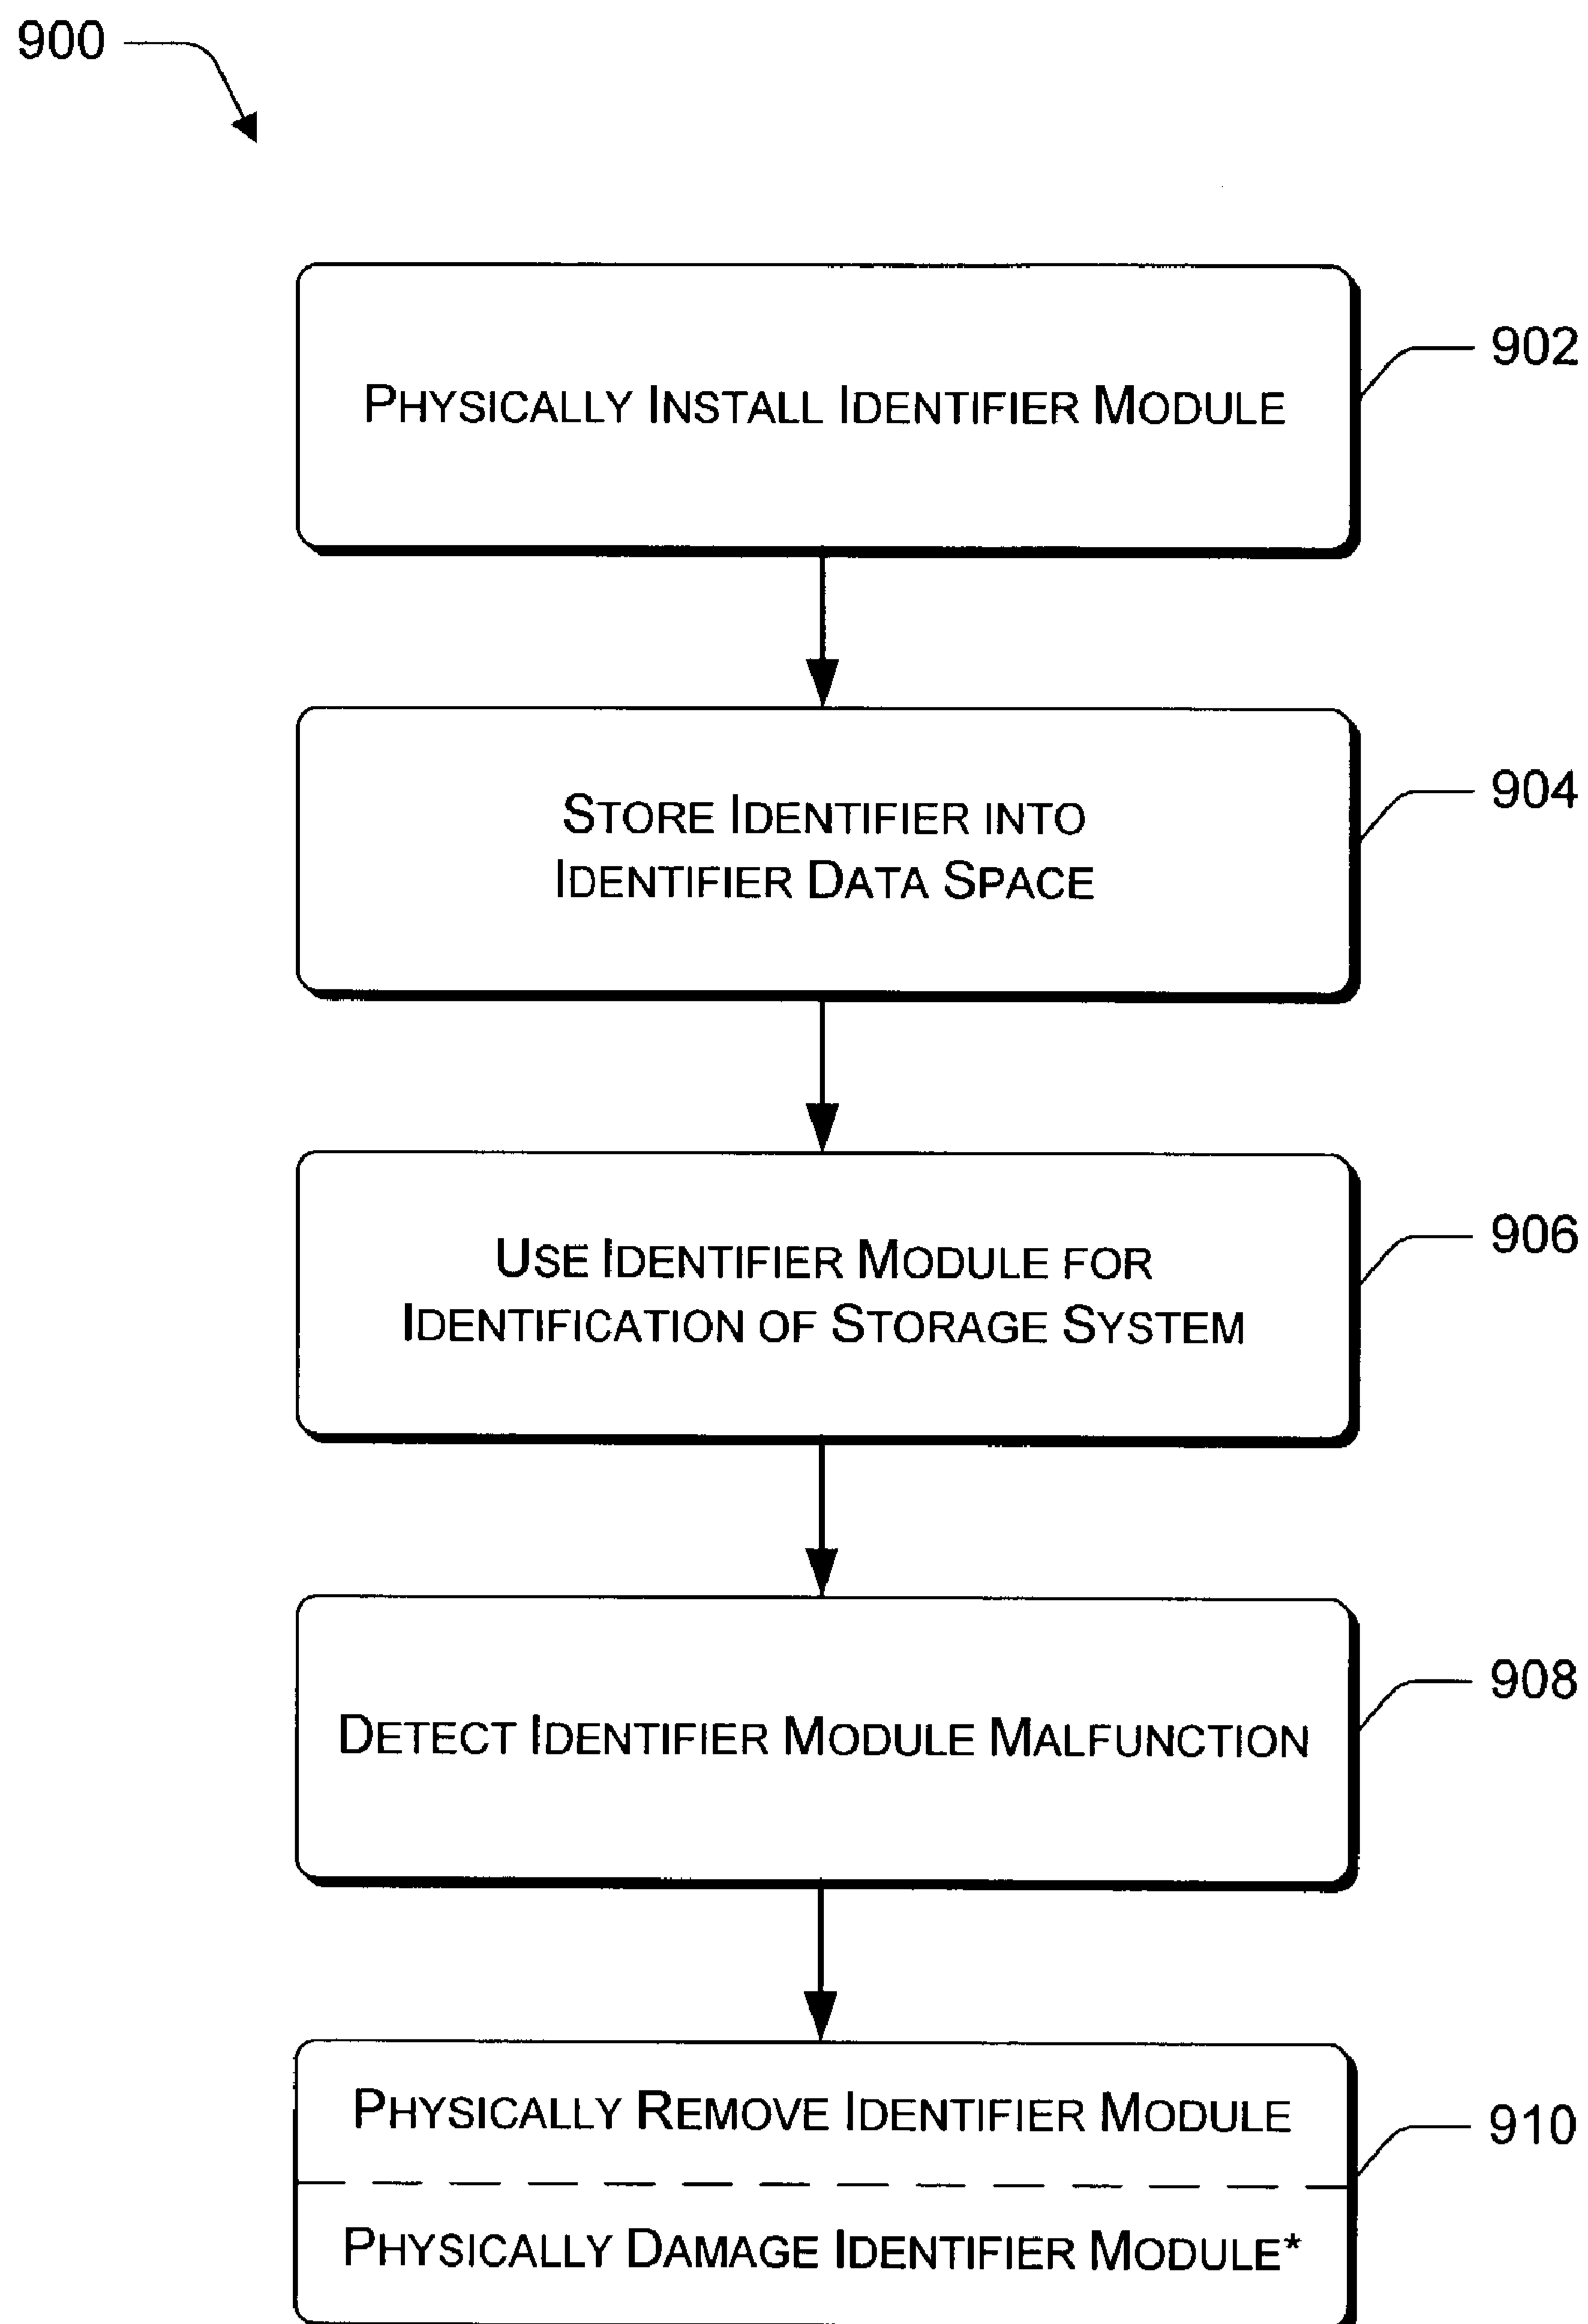 900
PHYSICALLY INSTALL IDENTIFIER MODULE
902
STORE IDENTIFIER INTO
IDENTIFIER DATA SPACE
904
USE IDENTIFIER MODULE FOR
IDENTIFICATION OF STORAGE SYSTEM
906
DETECT IDENTIFIER MODULE MALFUNCTION
908
PHYSICALLY REMOVE IDENTIFIER MODULE
910
PHYSICALLY DAMAGE IDENTIFIER MODULE*